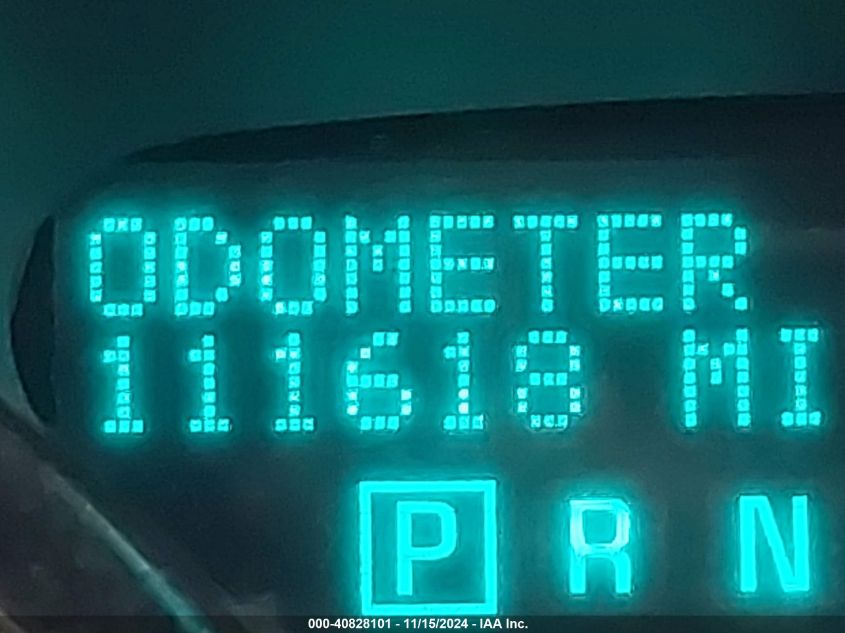 ODOMETER
111618 MI
P R N
000-40828101 - 11/15/2024 - IAA Inc.